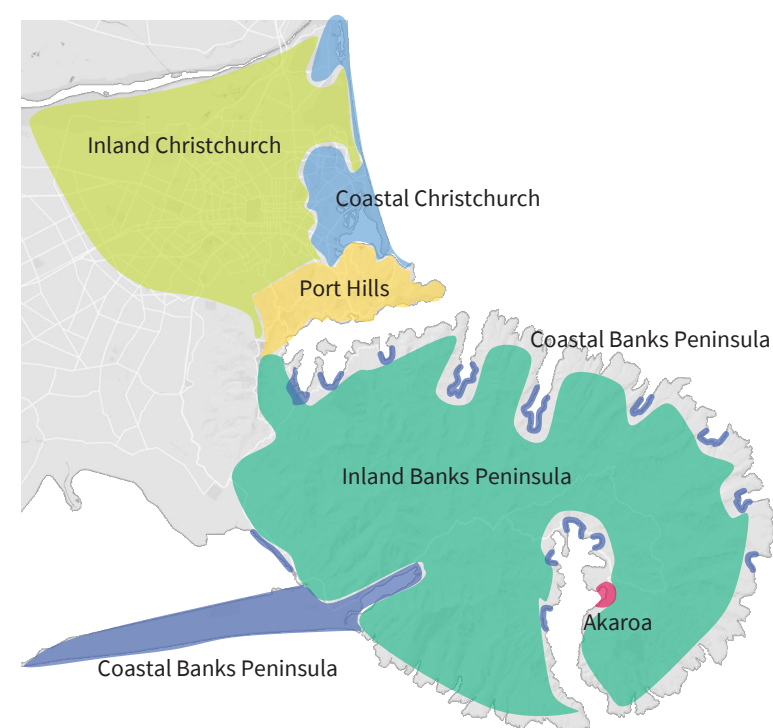 Inland Christchurch
Coastal Christchurch
Port Hills
Coastal Banks Peninsula
Inland Banks Peninsula
Akaroa
Coastal Banks Peninsula